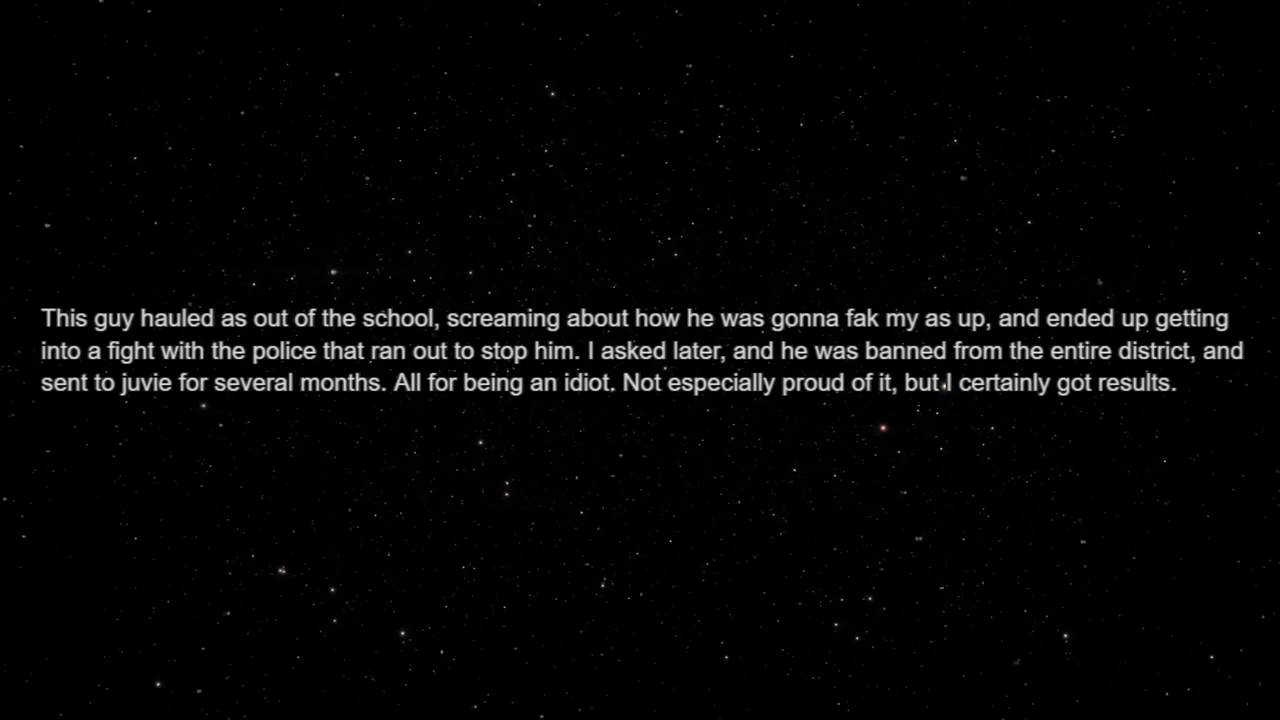 This guy hauled as out of the school, screaming about how he was gonna fak my as up, and ended up getting
into a fight with the police that ran out to stop him. I asked later, and he was banned from the entire district, and
sent to juvie for several months. All for being an idiot. Not especially proud of it, but I certainly got results.